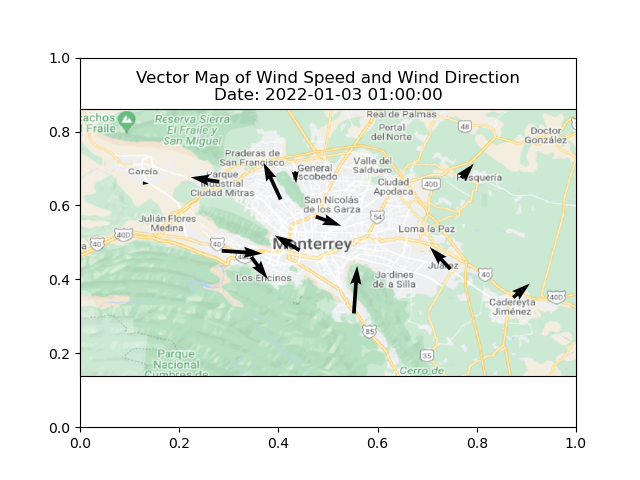 1.0
Vector Map of Wind Speed and Wind Direction
Date: 2022-01-03 01:00:00
0.8
achos
Fraile
Reserva Sierra
El Fraile y
San Miguel
Real de Palmas
Portal
del Norte
48
Doctor
González
Praderas de
San Francisco
García
Parque
Industrial
Ciudad Mitras
General
Escobedo
Valle del
Salduero
Ciudad
Apodaca
40D
Pesquería
0.6
San Nicolás
de los Garza
54
Julián Flores
Medina
Loma la Paz
40
40D
40
Monterrey
Juárez
0.4
Los Encinos
Jardines
de la Silla
40
Cadereyta
Jiménez
40D
85
0.2
Parque
Nacional
Cumbres de
35
Cerro de
0.0
0.0
0.2
0.4
0.6
0.8
1.0